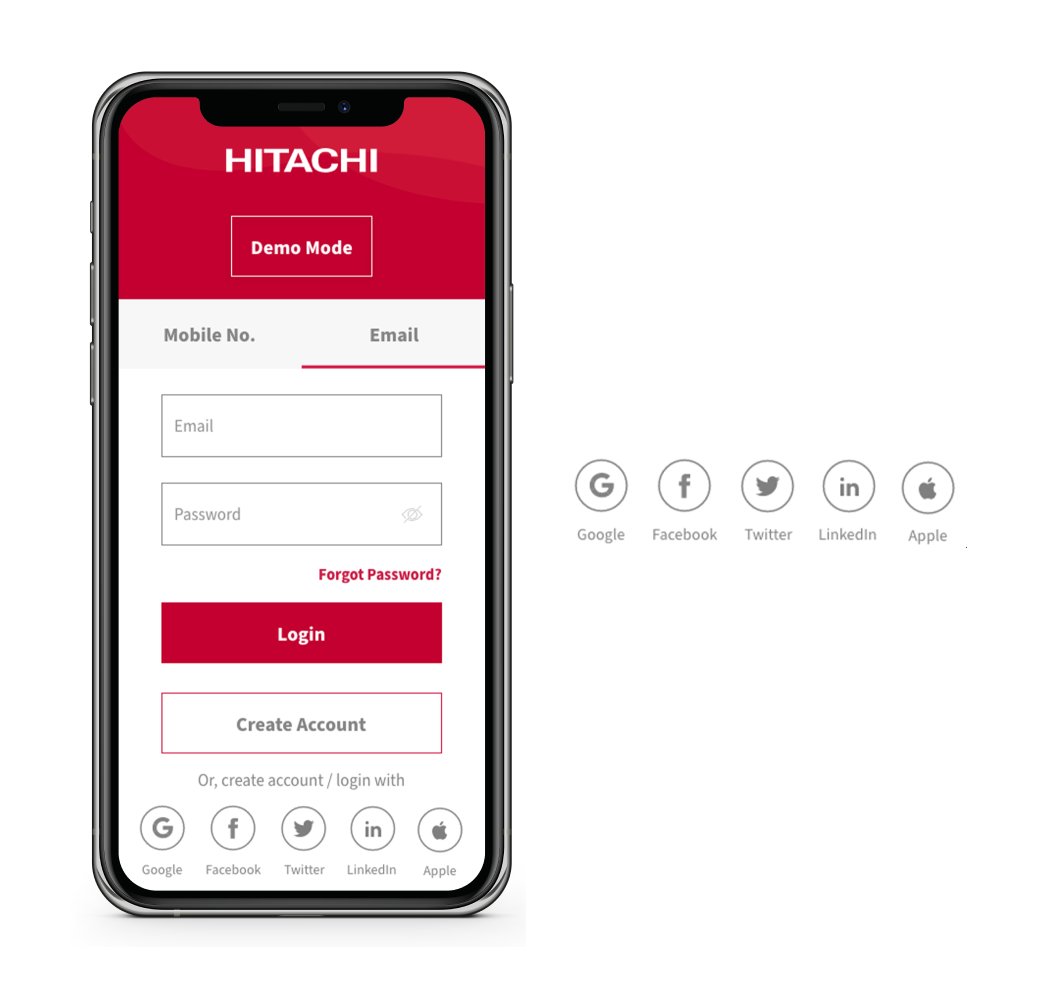 HITACHI
Demo Mode
Mobile No. Email
Email
Password
Forgot Password?
Login
Create Account
Or, create account / login with
Google Facebook Twitter LinkedIn Apple
Google Facebook Twitter LinkedIn Apple